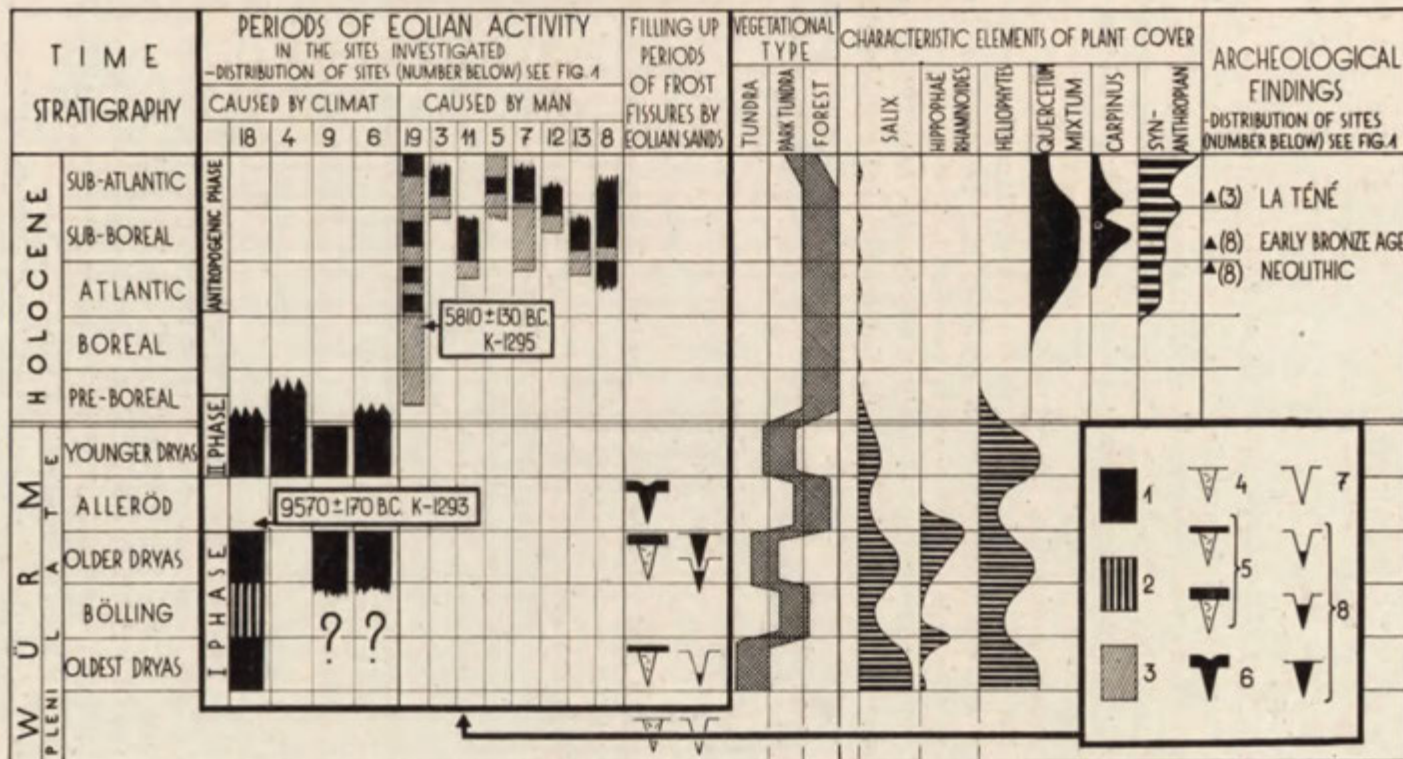 TIME
STRATIGRAPHY
PERIODS OF EOLIAN ACTIVITY
IN THE SITES INVESTIGATED
-DISTRIBUTION OF SITES (NUMBER BELOW) SEE FIG. 1
CAUSED BY CLIMAT
CAUSED BY MAN
18 4 9 6 19 3 11 5 7 12 13 8
FILLING UP
PERIODS
OF FROST
FISSURES BY
EOLIAN SANDS
VEGETATIONAL
TYPE
TUNDRA
PARK TUNDRA
FOREST
CHARACTERISTIC ELEMENTS OF PLANT COVER
SALIX
HIPPOPHAË
RHAMNOIDES
HELIOPHYTES
QUERCETUM
MIXTUM
CARPINUS
SYN-
ANTHROPIAN
ARCHEOLOGICAL
FINDINGS
-DISTRIBUTION OF SITES
(NUMBER BELOW) SEE FIG.1
HOLOCENE
SUB-ATLANTIC
SUB-BOREAL
ATLANTIC
BOREAL
PRE-BOREAL
WÜRM
LATE
PLENI
YOUNGER DRYAS
ALLERÖD
OLDER DRYAS
BÖLLING
OLDEST DRYAS
ANTROPOGENIC PHASE
II PHASE
I PHASE
5810±130 B.C.
K-1295
9570±170 B.C. K-1293
? ?
(3) LA TÉNÉ
(8) EARLY BRONZE AGE
(8) NEOLITHIC
1 4 7
2 5 8
3 6